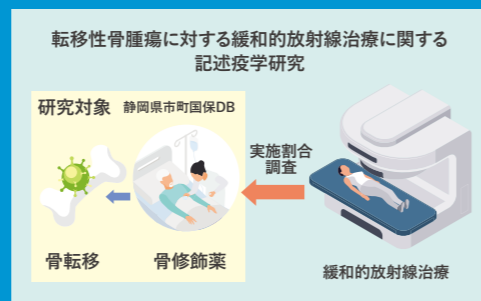 転移性骨腫瘍に対する緩和的放射線治療に関する
記述疫学研究
研究対象 静岡県市町国保DB
実施割合
調査
骨転移
骨修飾薬
緩和的放射線治療